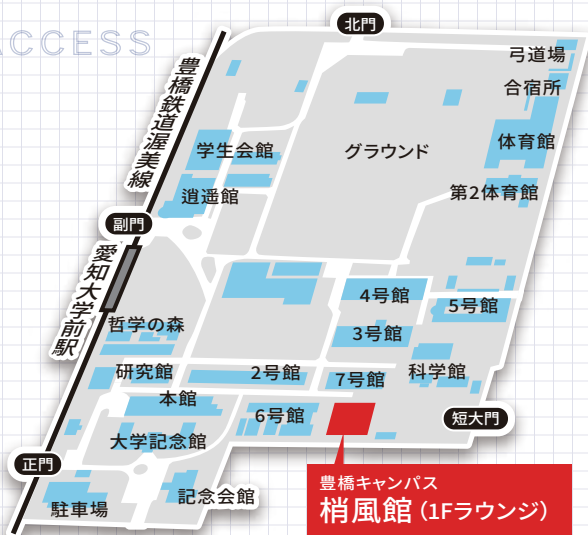 ACCESS
北門
弓道場
合宿所
豊橋鉄道渥美線
学生会館
グラウンド
体育館
逍遥館
第2体育館
副門
愛知大学前駅
4号館
5号館
哲学の森
3号館
研究館
2号館
7号館
科学館
本館
6号館
短大門
大学記念館
正門
記念会館
駐車場
豊橋キャンパス
梢風館（1Fラウンジ）